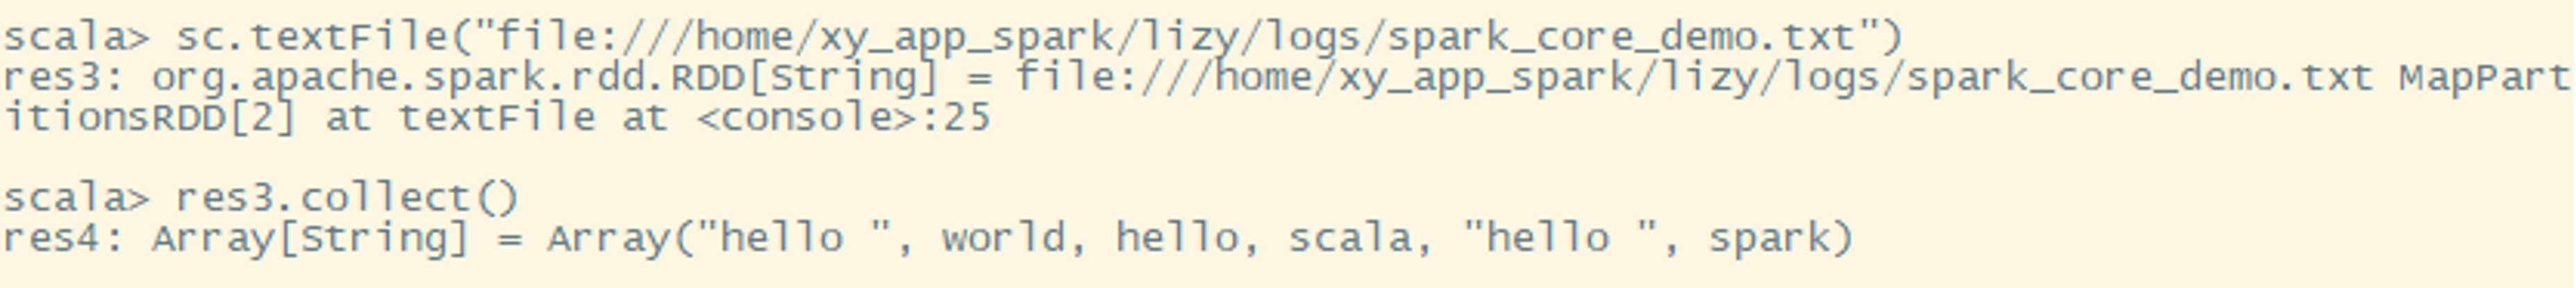 scala> sc.textFile("file:///home/xy_app_spark/lizy/logs/spark_core_demo.txt")
res3: org.apache.spark.rdd.RDD[String] = file:///home/xy_app_spark/lizy/logs/spark_core_demo.txt MapPart
itionsRDD[2] at textFile at <console>:25
scala> res3.collect()
res4: Array[String] = Array("hello ", world, hello, scala, "hello ", spark)